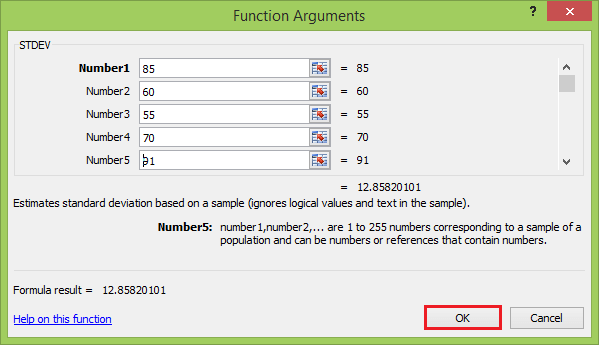 Function Arguments
?
STDEV
Number1 85 = 85
Number2 60 = 60
Number3 55 = 55
Number4 70 = 70
Number5 91 = 91
= 12.85820101
Estimates standard deviation based on a sample (ignores logical values and text in the sample).
Number5: number1,number2,... are 1 to 255 numbers corresponding to a sample of a
population and can be numbers or references that contain numbers.
Formula result = 12.85820101
Help on this function
OK Cancel